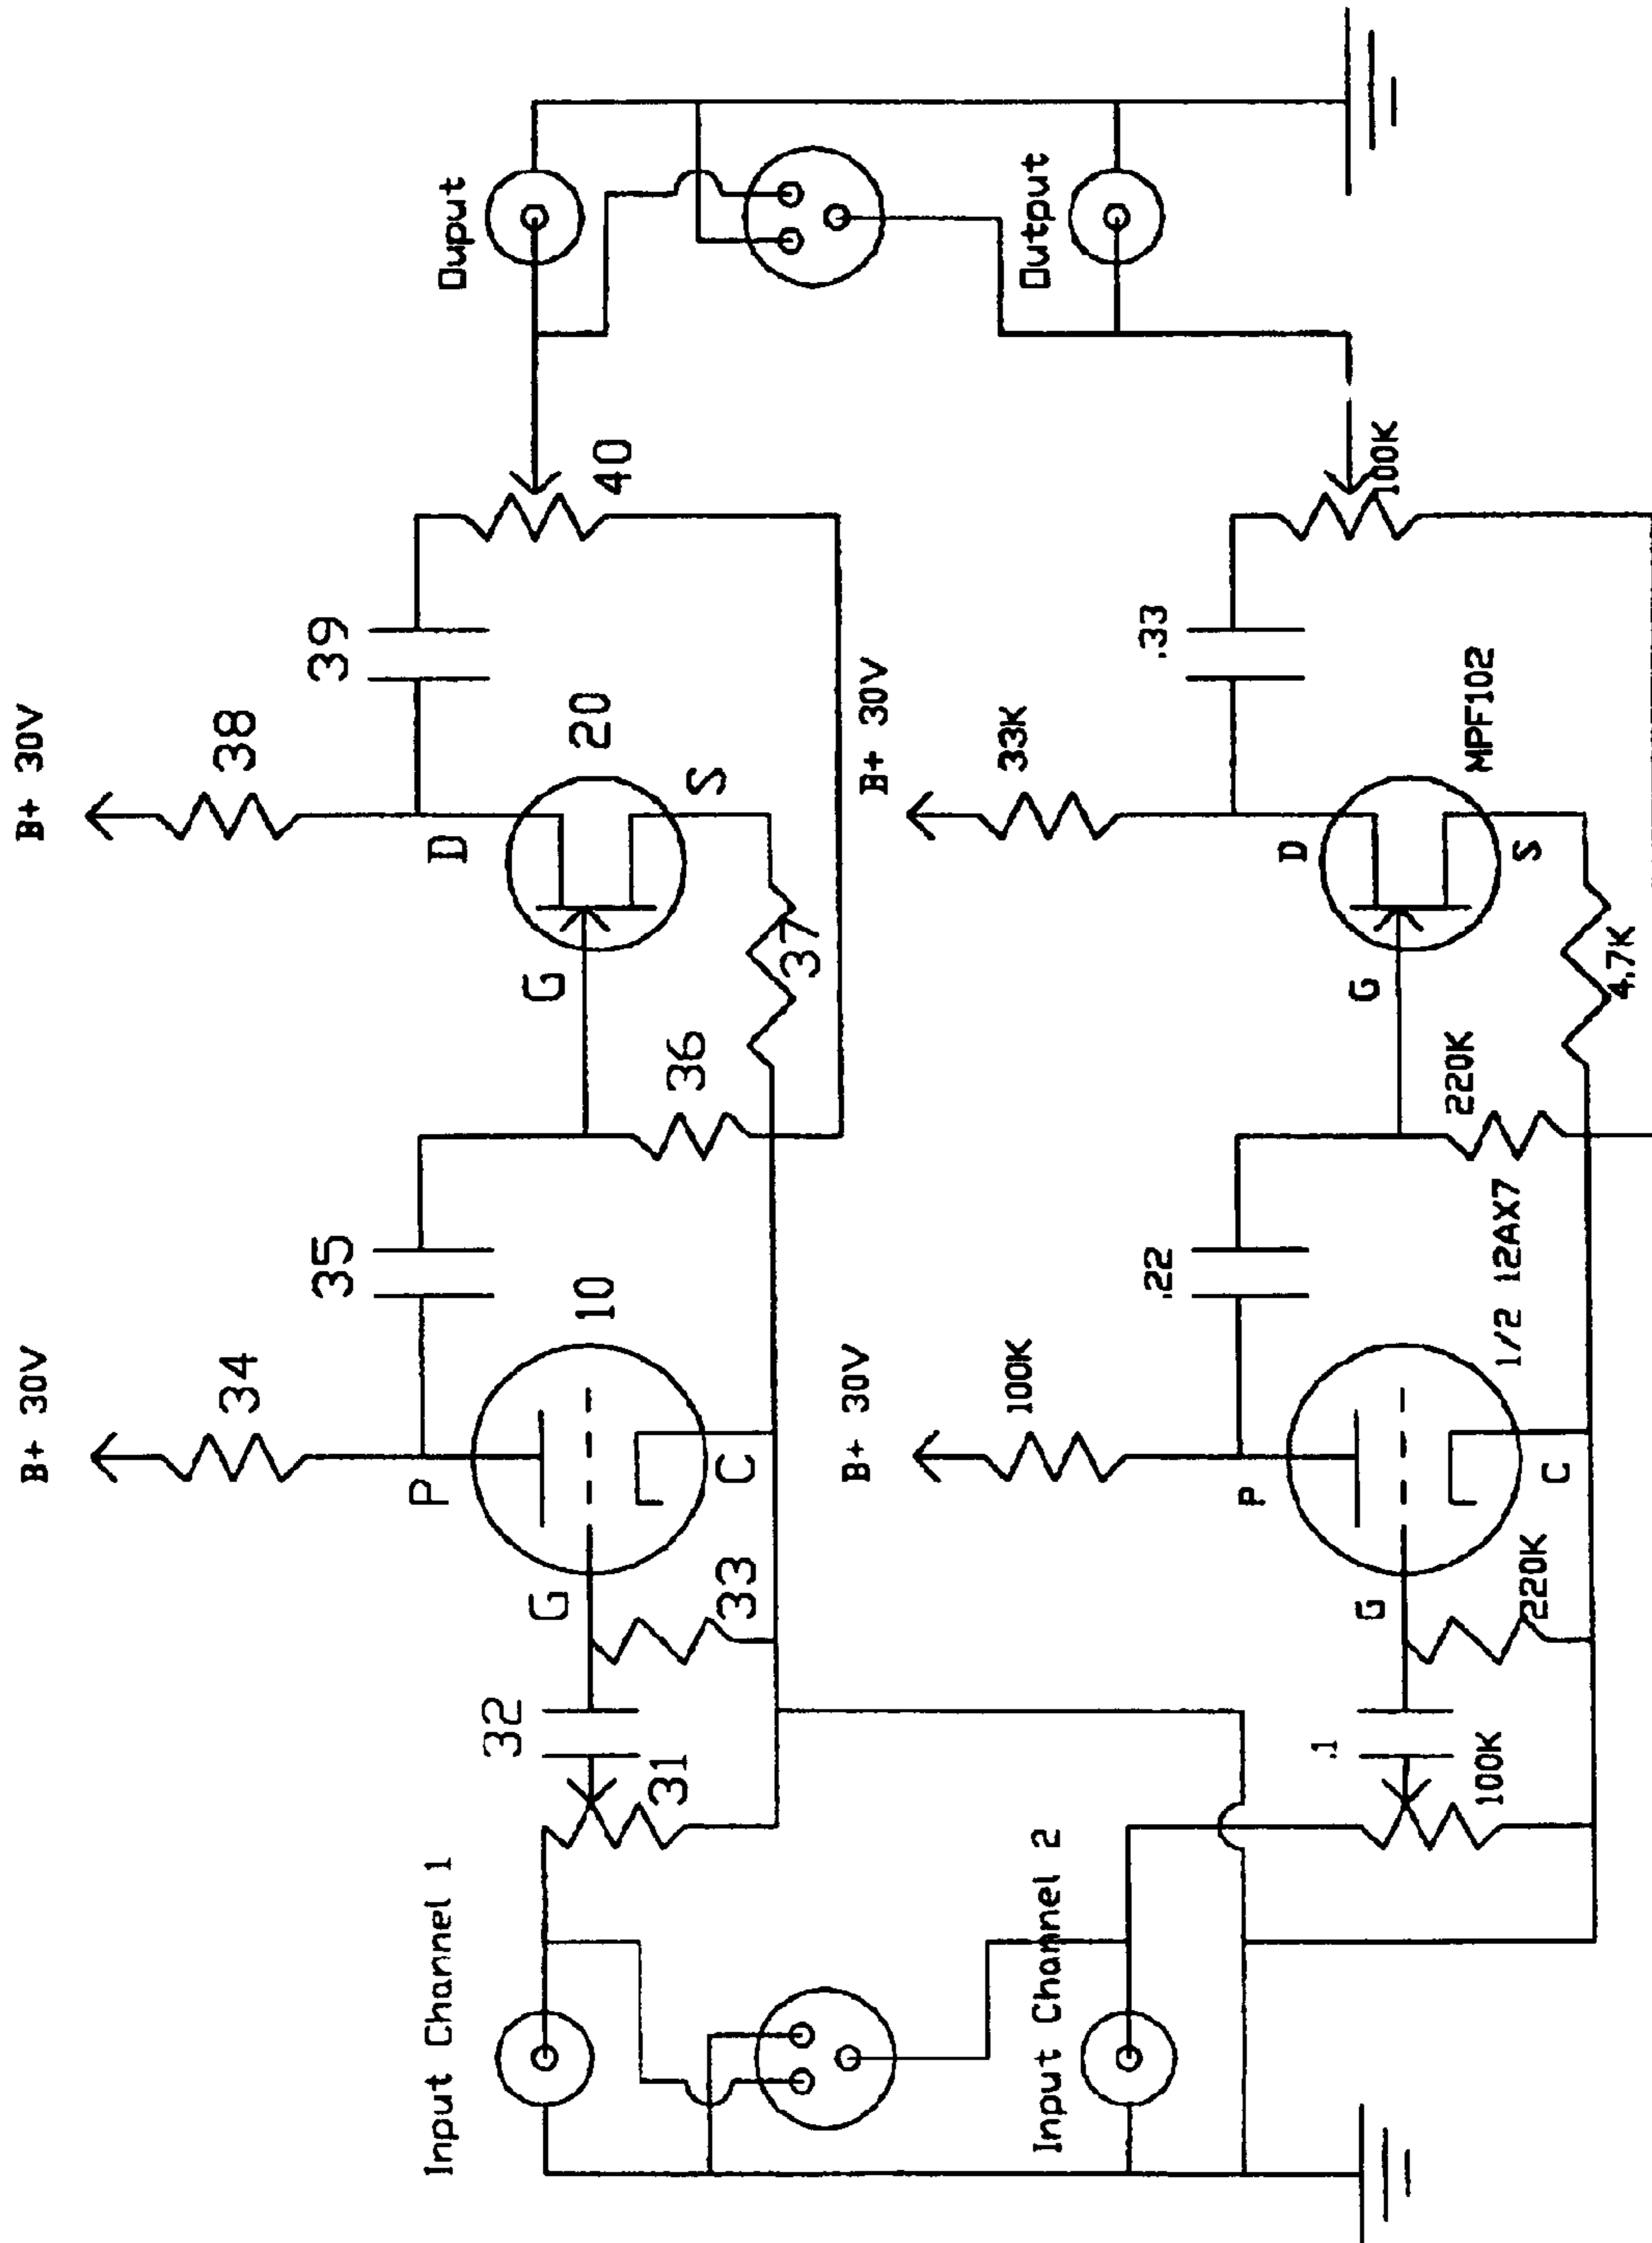 B+ 30V
B+ 30V
34
38
35
39
P
D
10
20
G
G
C
S
32
31
33
36
37
40
Input Channel 1
Ouput
B+ 30V
B+ 30V
100K
33K
.22
.33
P
D
1/2 12AX7
MPF102
G
G
C
S
.1
100K
220K
220K
4.7K
100K
Input Channel 2
Output